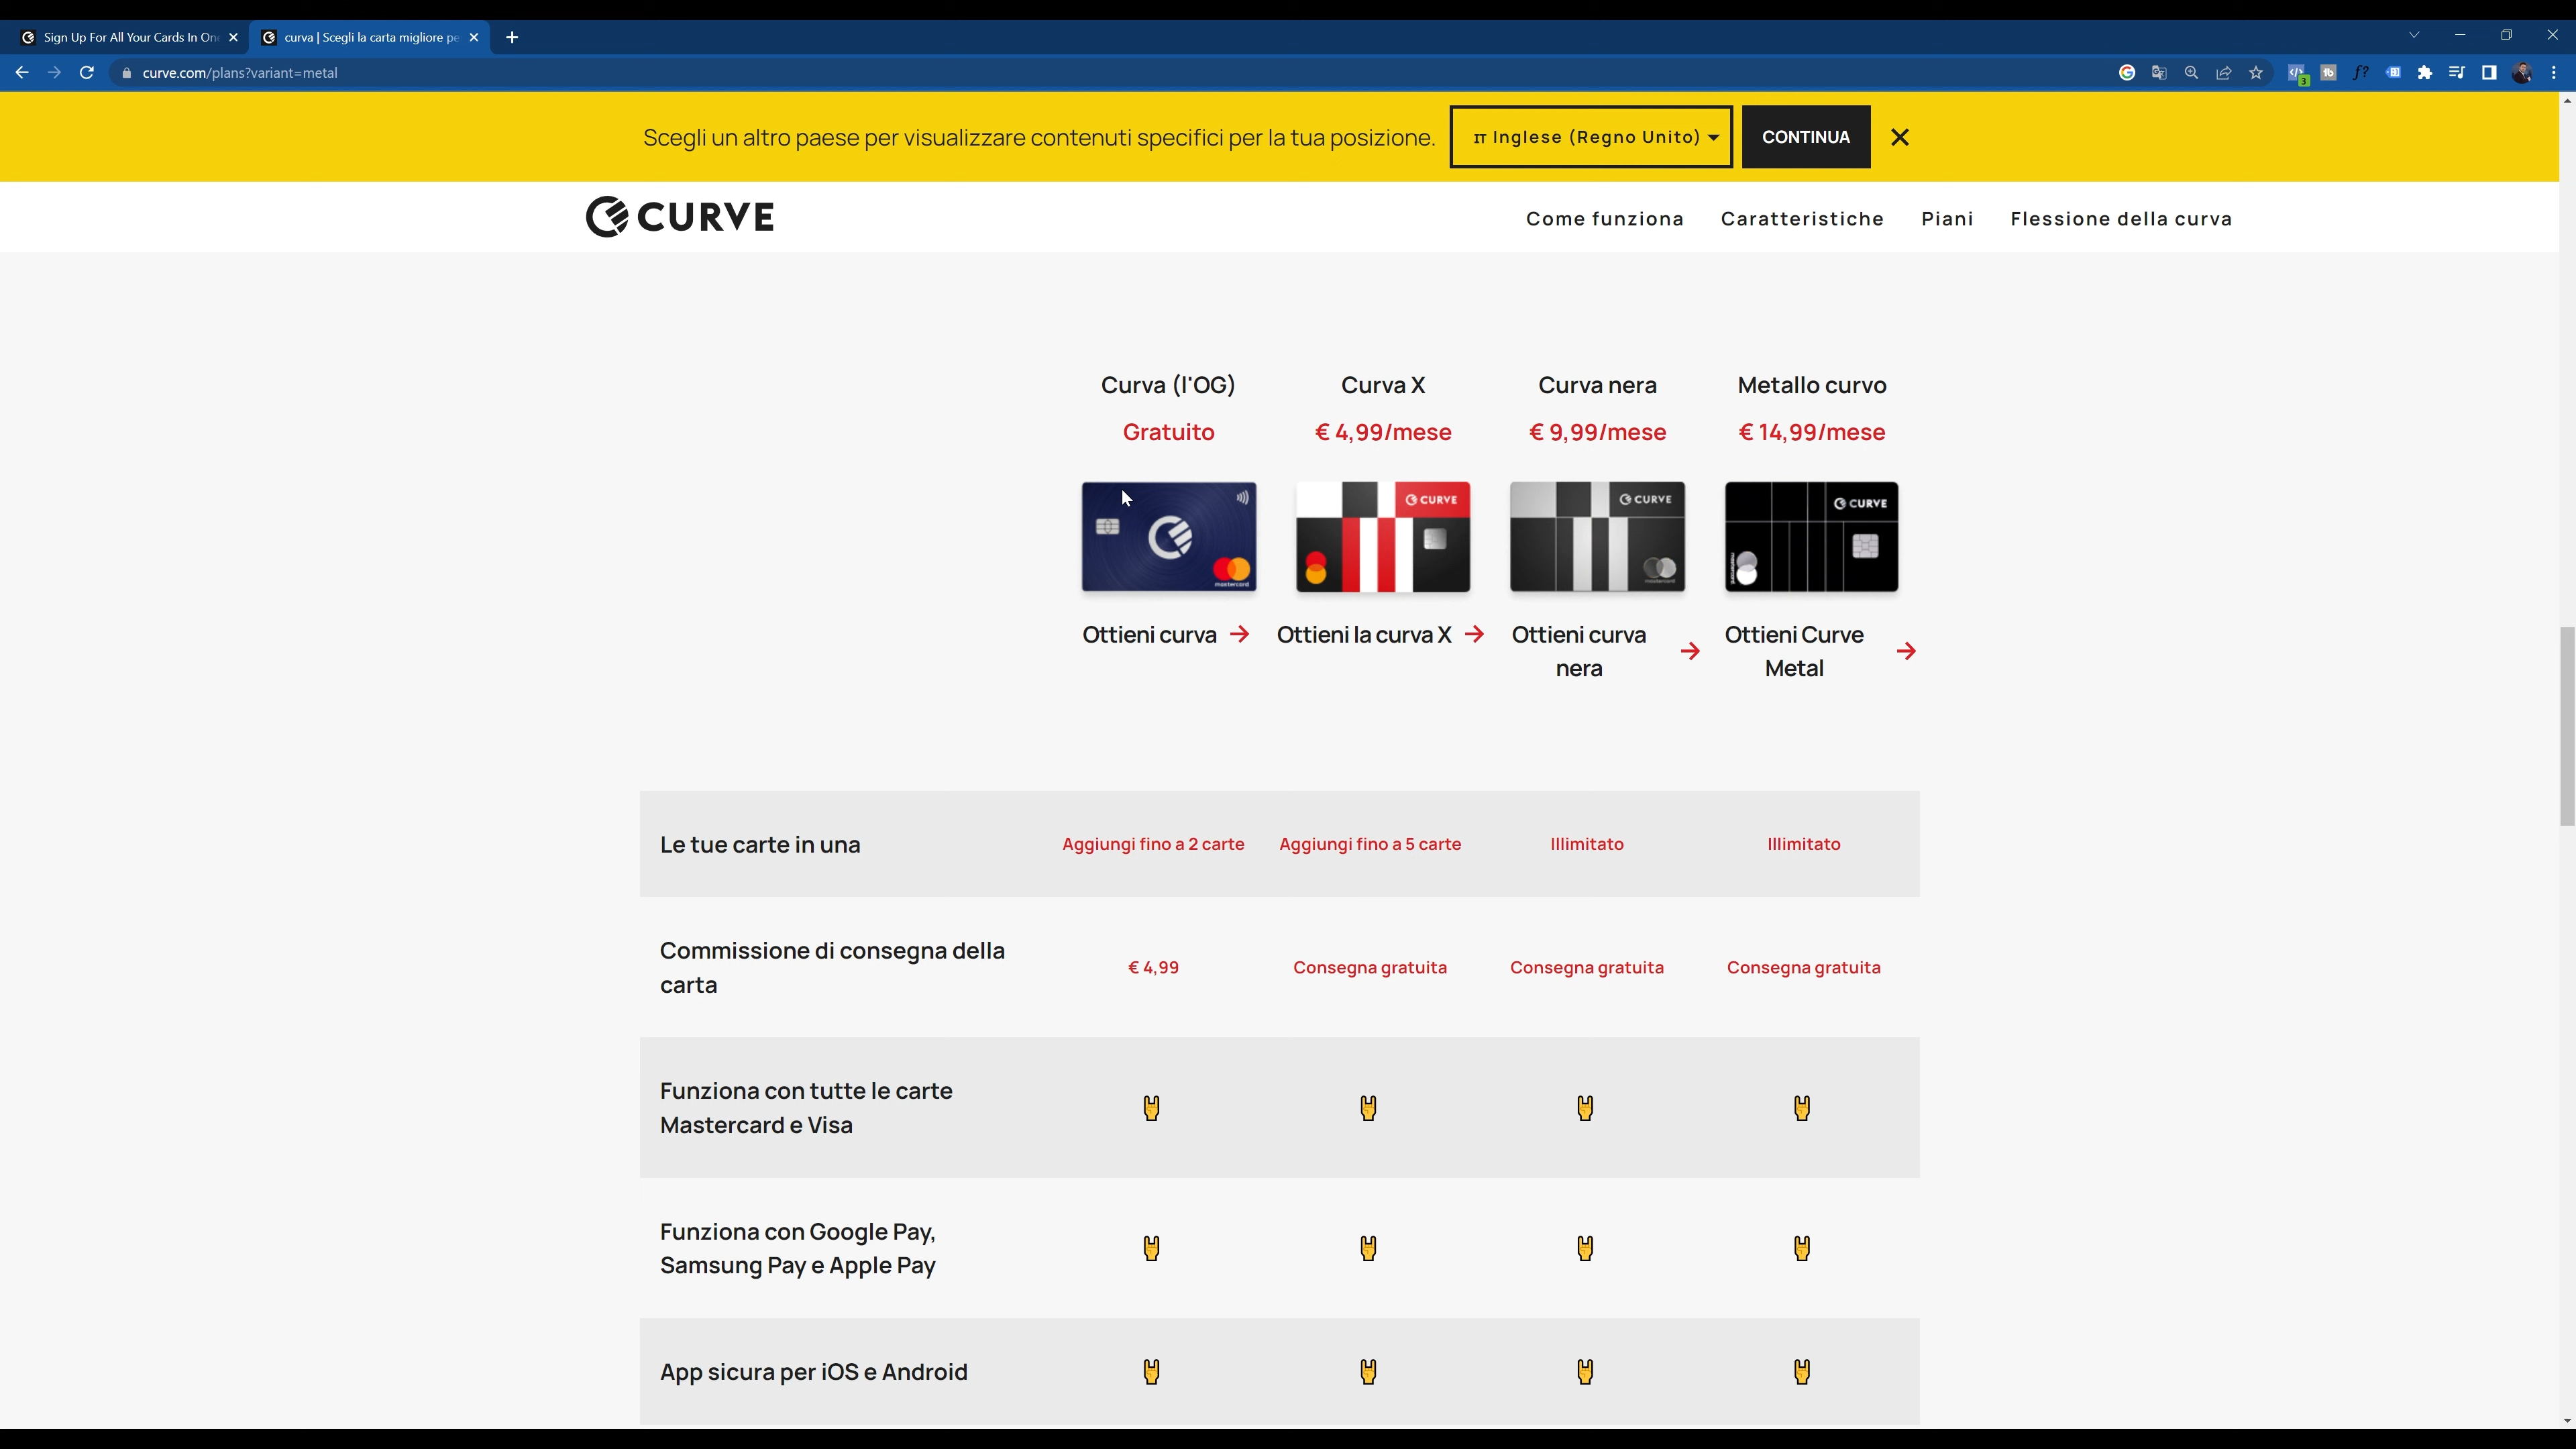 Sign Up For All Your Cards In On
curva | Scegli la carta migliore pe
curve.com/plans?variant=metal
3
Scegli un altro paese per visualizzare contenuti specifici per la tua posizione.
Inglese (Regno Unito)
CONTINUA
CURVE
Come funziona
Caratteristiche
Piani
Flessione della curva
Curva (l'OG)
Curva X
Curva nera
Metallo curvo
Gratuito
€ 4,99/mese
€ 9,99/mese
€ 14,99/mese
mastercard
CURVE
CURVE
mastercard
CURVE
mastercard
Ottieni curva
Ottieni la curva X
Ottieni curva
nera
Ottieni Curve
Metal
Le tue carte in una
Aggiungi fino a 2 carte
Aggiungi fino a 5 carte
Illimitato
Illimitato
Commissione di consegna della
carta
€ 4,99
Consegna gratuita
Consegna gratuita
Consegna gratuita
Funziona con tutte le carte
Mastercard e Visa
Funziona con Google Pay,
Samsung Pay e Apple Pay
App sicura per iOS e Android